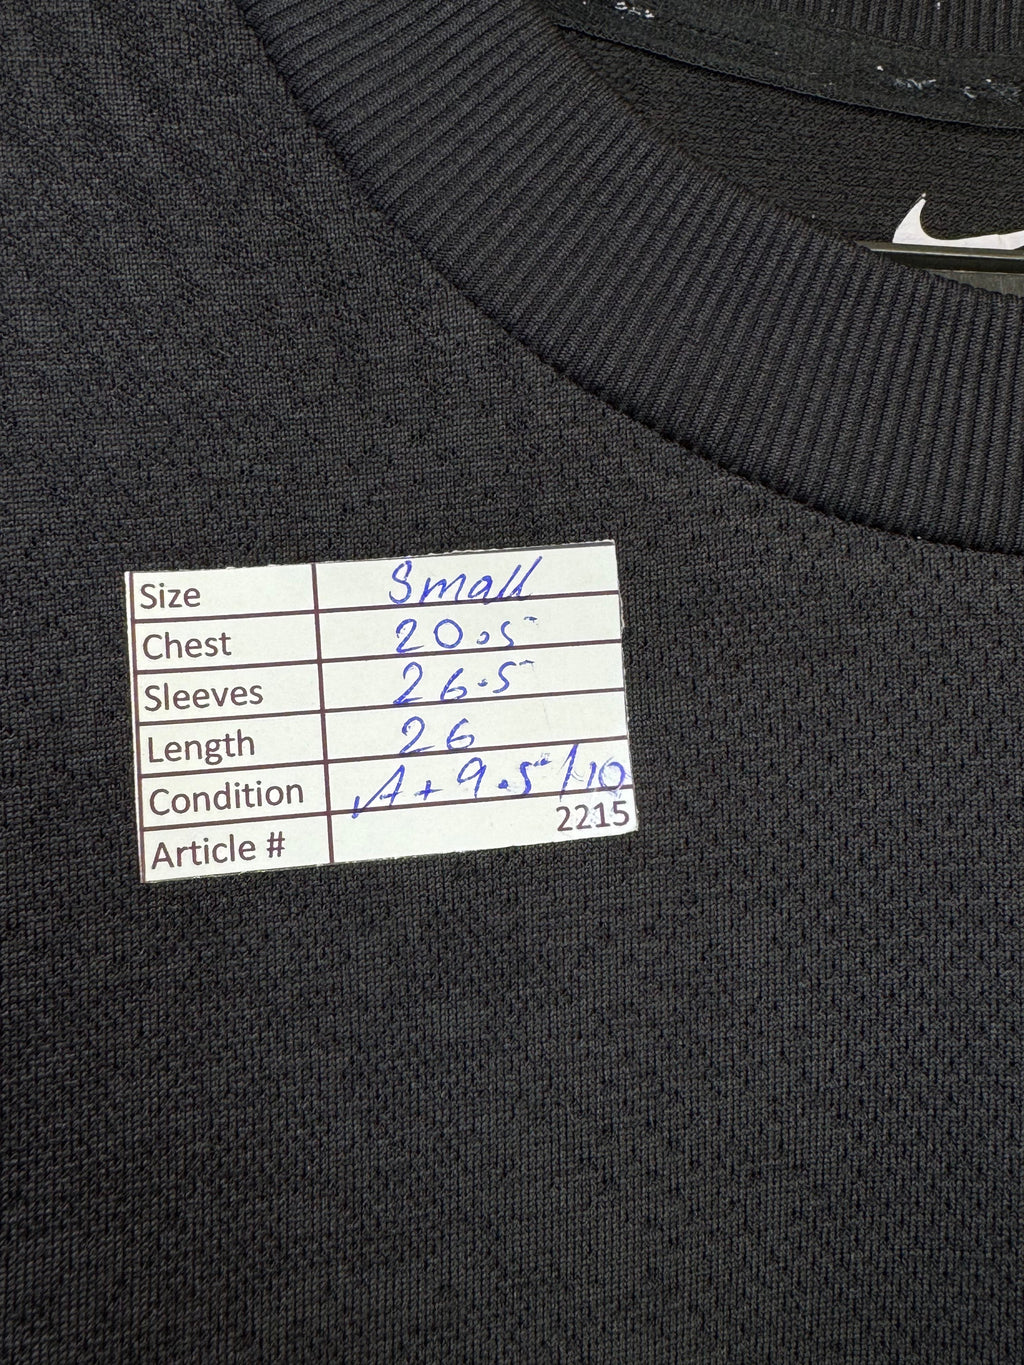 Size Small
Chest 20.5
Sleeves 26.5
Length 26
Condition A+ 9.5/10
Article # 2215